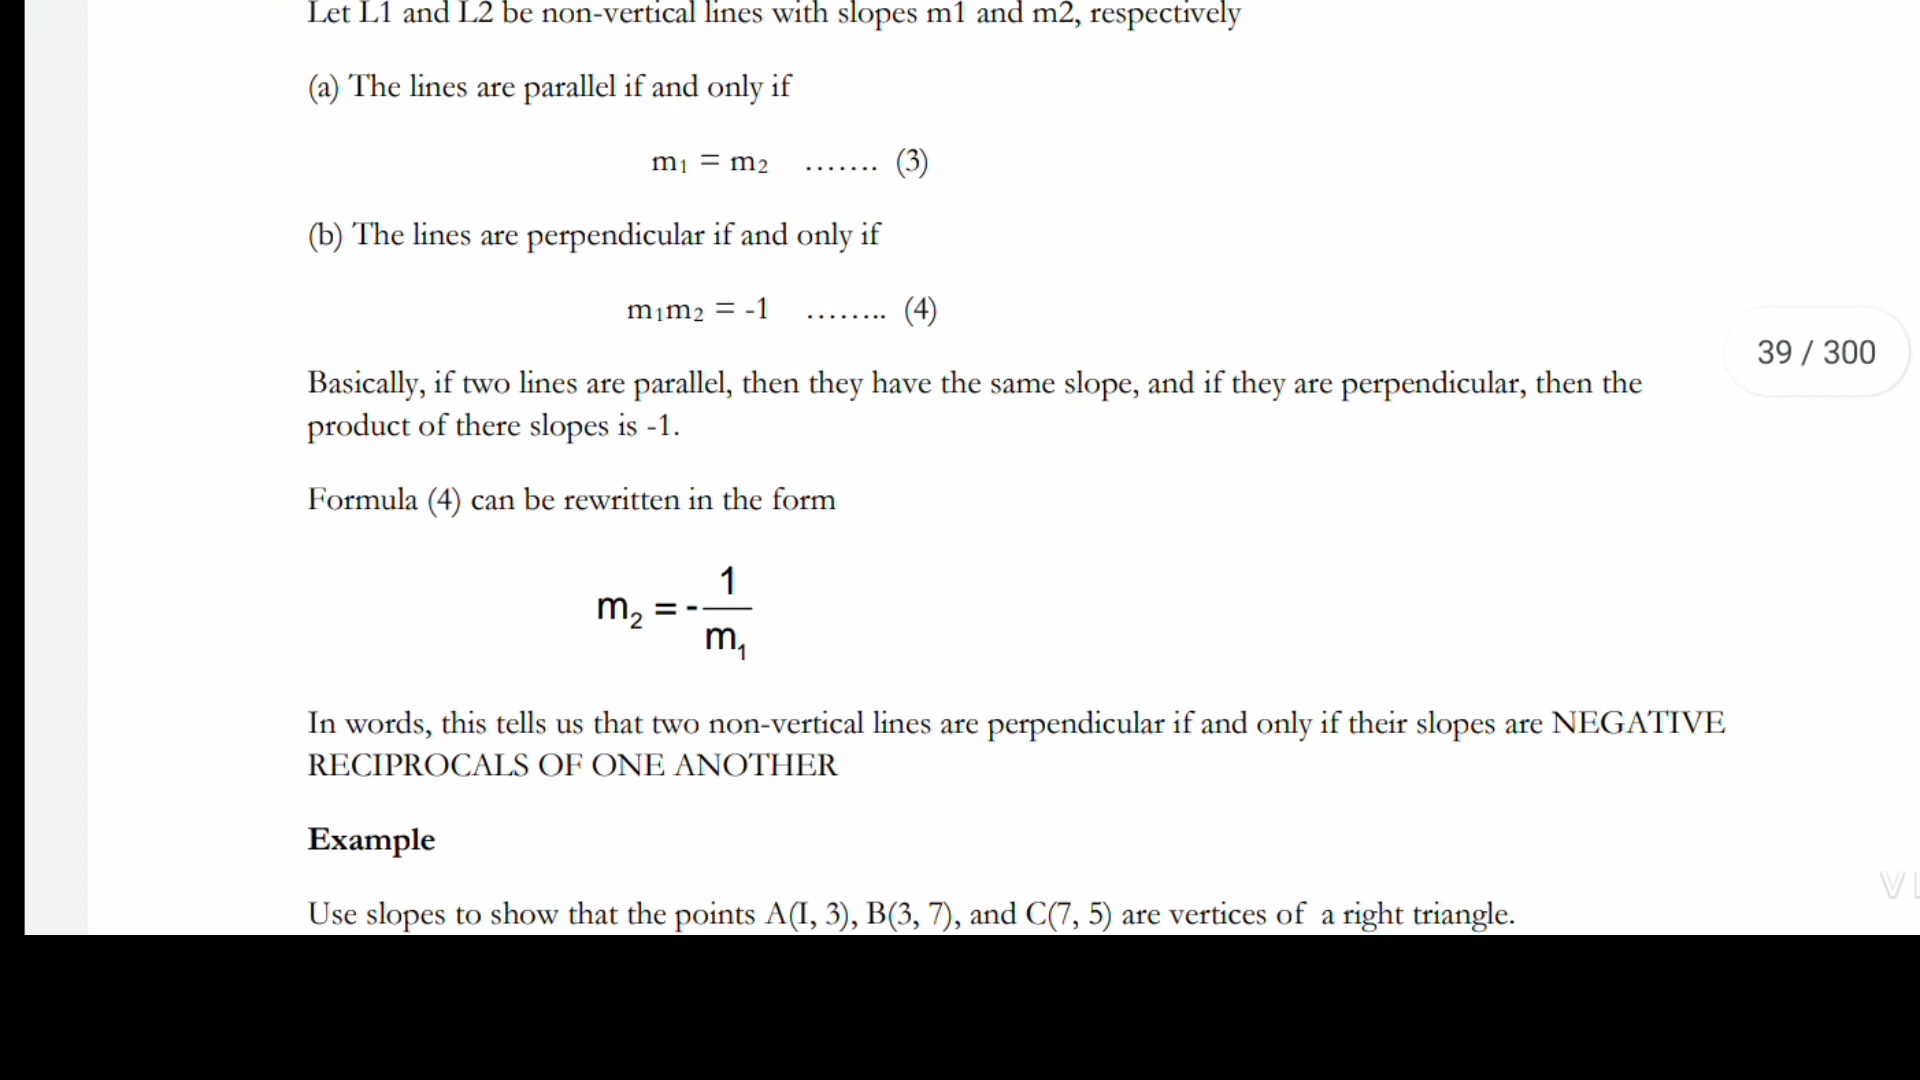 Let L1 and L2 be non-vertical lines with slopes m1 and m2, respectively
(a) The lines are parallel if and only if
m₁ = m₂ ....... (3)
(b) The lines are perpendicular if and only if
m₁m₂ = -1 ........ (4)
39 / 300
Basically, if two lines are parallel, then they have the same slope, and if they are perpendicular, then the
product of there slopes is -1.
Formula (4) can be rewritten in the form
m₂ = - 1
m₁
In words, this tells us that two non-vertical lines are perpendicular if and only if their slopes are NEGATIVE
RECIPROCALS OF ONE ANOTHER
Example
Use slopes to show that the points A(I, 3), B(3, 7), and C(7, 5) are vertices of a right triangle.